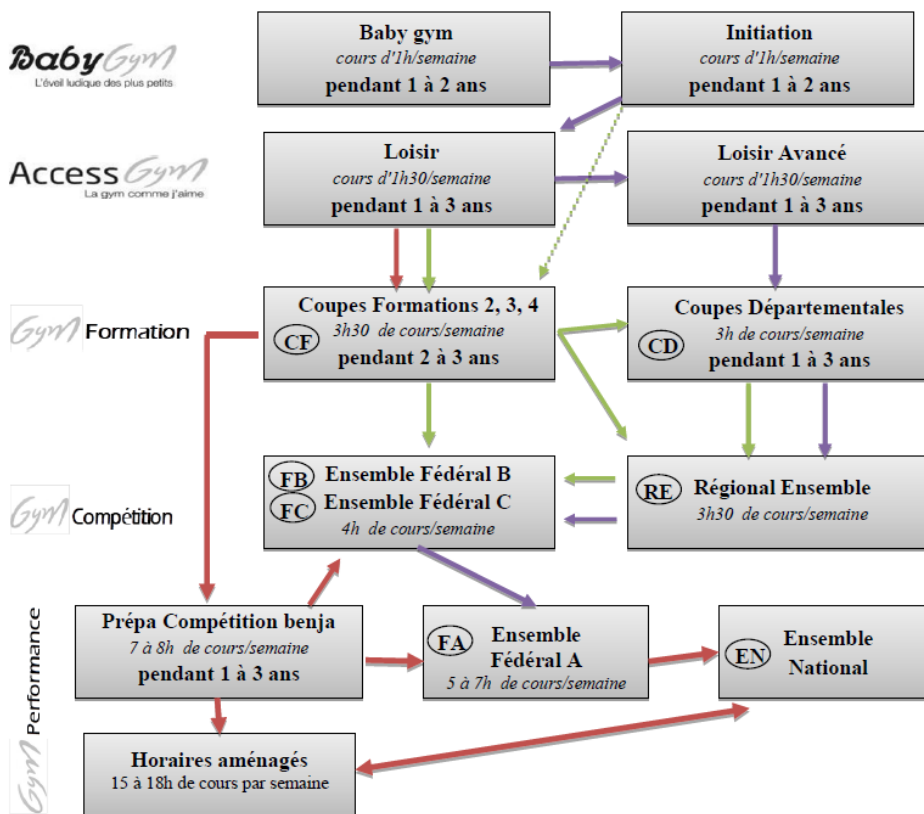 BabyGym
L'éveil ludique des plus petits
Baby gym
cours d'1h/semaine
pendant 1 à 2 ans
Initiation
cours d'1h/semaine
pendant 1 à 2 ans
AccessGym
La gym comme j'aime
Loisir
cours d'1h30/semaine
pendant 1 à 3 ans
Loisir Avancé
cours d'1h30/semaine
pendant 1 à 3 ans
Gym Formation
Coupes Formations 2, 3, 4
CF
3h30 de cours/semaine
pendant 2 à 3 ans
Coupes Départementales
CD
3h de cours/semaine
pendant 1 à 3 ans
Gym Compétition
FB Ensemble Fédéral B
FC Ensemble Fédéral C
4h de cours/semaine
RE Régional Ensemble
3h30 de cours/semaine
Gym Performance
Prépa Compétition benja
7 à 8h de cours/semaine
pendant 1 à 3 ans
FA Ensemble
Fédéral A
5 à 7h de cours/semaine
EN Ensemble
National
Horaires aménagés
15 à 18h de cours par semaine